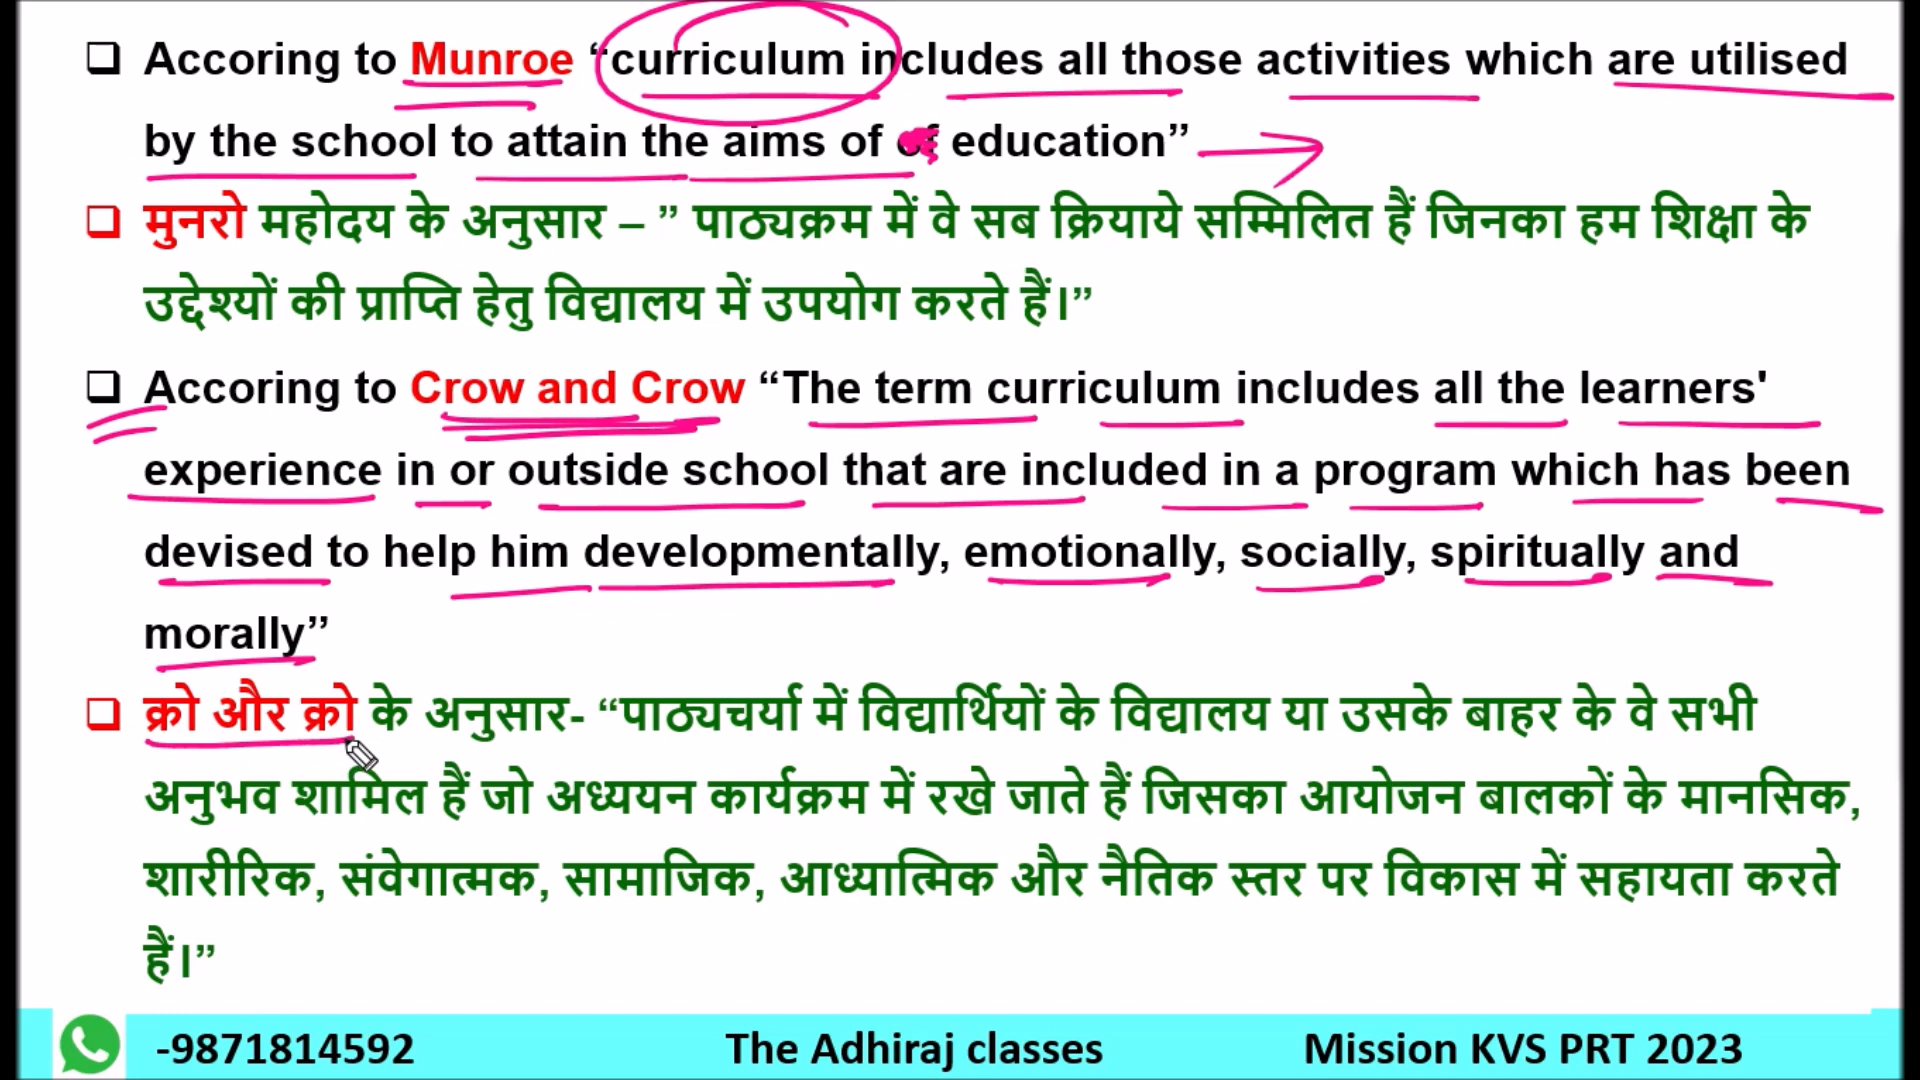 ❑ Accoring to Munroe “curriculum includes all those activities which are utilised
by the school to attain the aims of of education”
❑ मुनरो महोदय के अनुसार – ” पाठ्यक्रम में वे सब क्रियाये सम्मिलित हैं जिनका हम शिक्षा के
उद्देश्यों की प्राप्ति हेतु विद्यालय में उपयोग करते हैं।”
❑ Accoring to Crow and Crow “The term curriculum includes all the learners'
experience in or outside school that are included in a program which has been
devised to help him developmentally, emotionally, socially, spiritually and
morally”
❑ क्रो और क्रो के अनुसार- “पाठ्यचर्या में विद्यार्थियों के विद्यालय या उसके बाहर के वे सभी
अनुभव शामिल हैं जो अध्ययन कार्यक्रम में रखे जाते हैं जिसका आयोजन बालकों के मानसिक,
शारीरिक, संवेगात्मक, सामाजिक, आध्यात्मिक और नैतिक स्तर पर विकास में सहायता करते
हैं।”
-9871814592 The Adhiraj classes Mission KVS PRT 2023